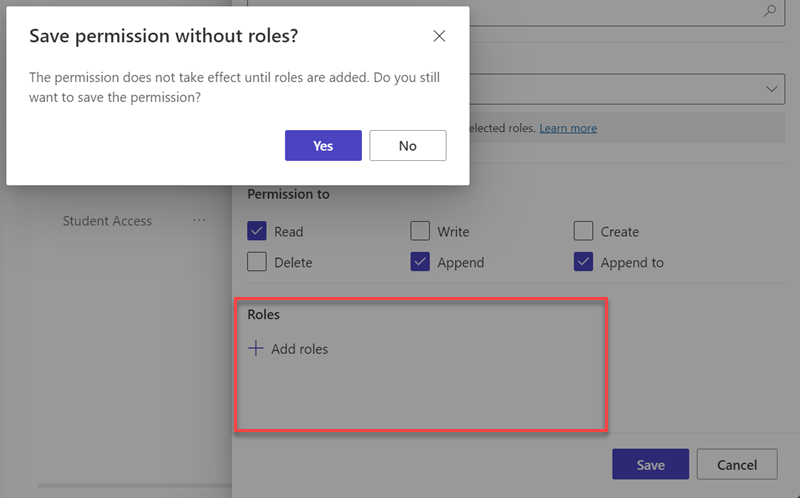 Save permission without roles?
The permission does not take effect until roles are added. Do you still
want to save the permission?
Yes
No
elected roles. Learn more
Student Access
Permission to
Read
Write
Create
Delete
Append
Append to
Roles
Add roles
Save
Cancel